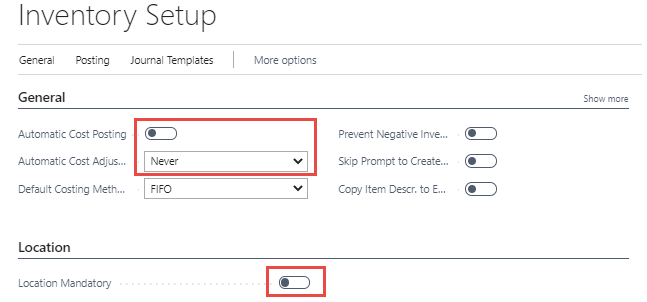 Inventory Setup
General Posting Journal Templates More options
General Show more
Automatic Cost Posting Prevent Negative Inve...
Automatic Cost Adjus... Never Skip Prompt to Create...
Default Costing Meth... FIFO Copy Item Descr. to E...
Location
Location Mandatory